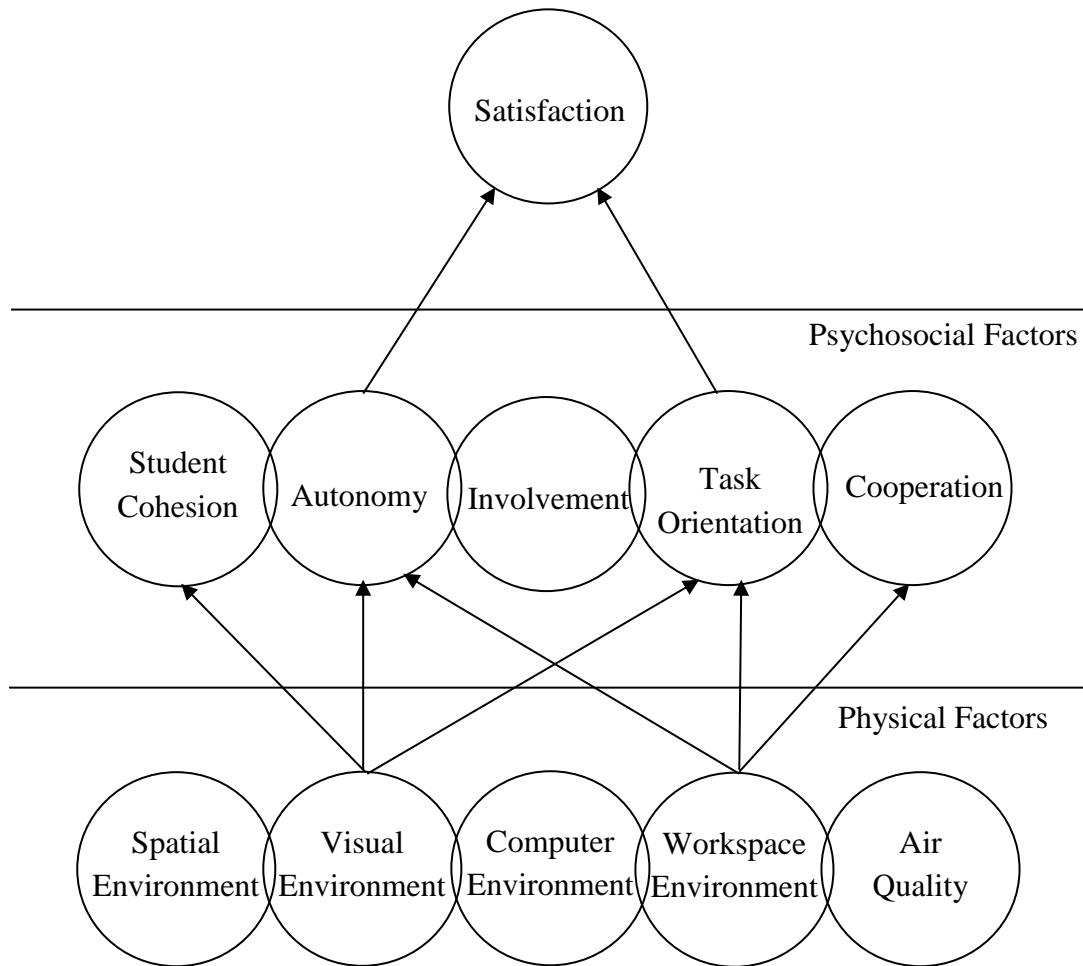 Satisfaction
Psychosocial Factors
Student
Cohesion
Autonomy
Involvement
Task
Orientation
Cooperation
Physical Factors
Spatial
Environment
Visual
Environment
Computer
Environment
Workspace
Environment
Air
Quality